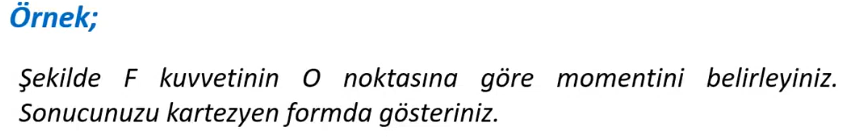 Örnek;
Şekilde F kuvvetinin O noktasına göre momentini belirleyiniz.
Sonucunuzu kartezyen formda gösteriniz.